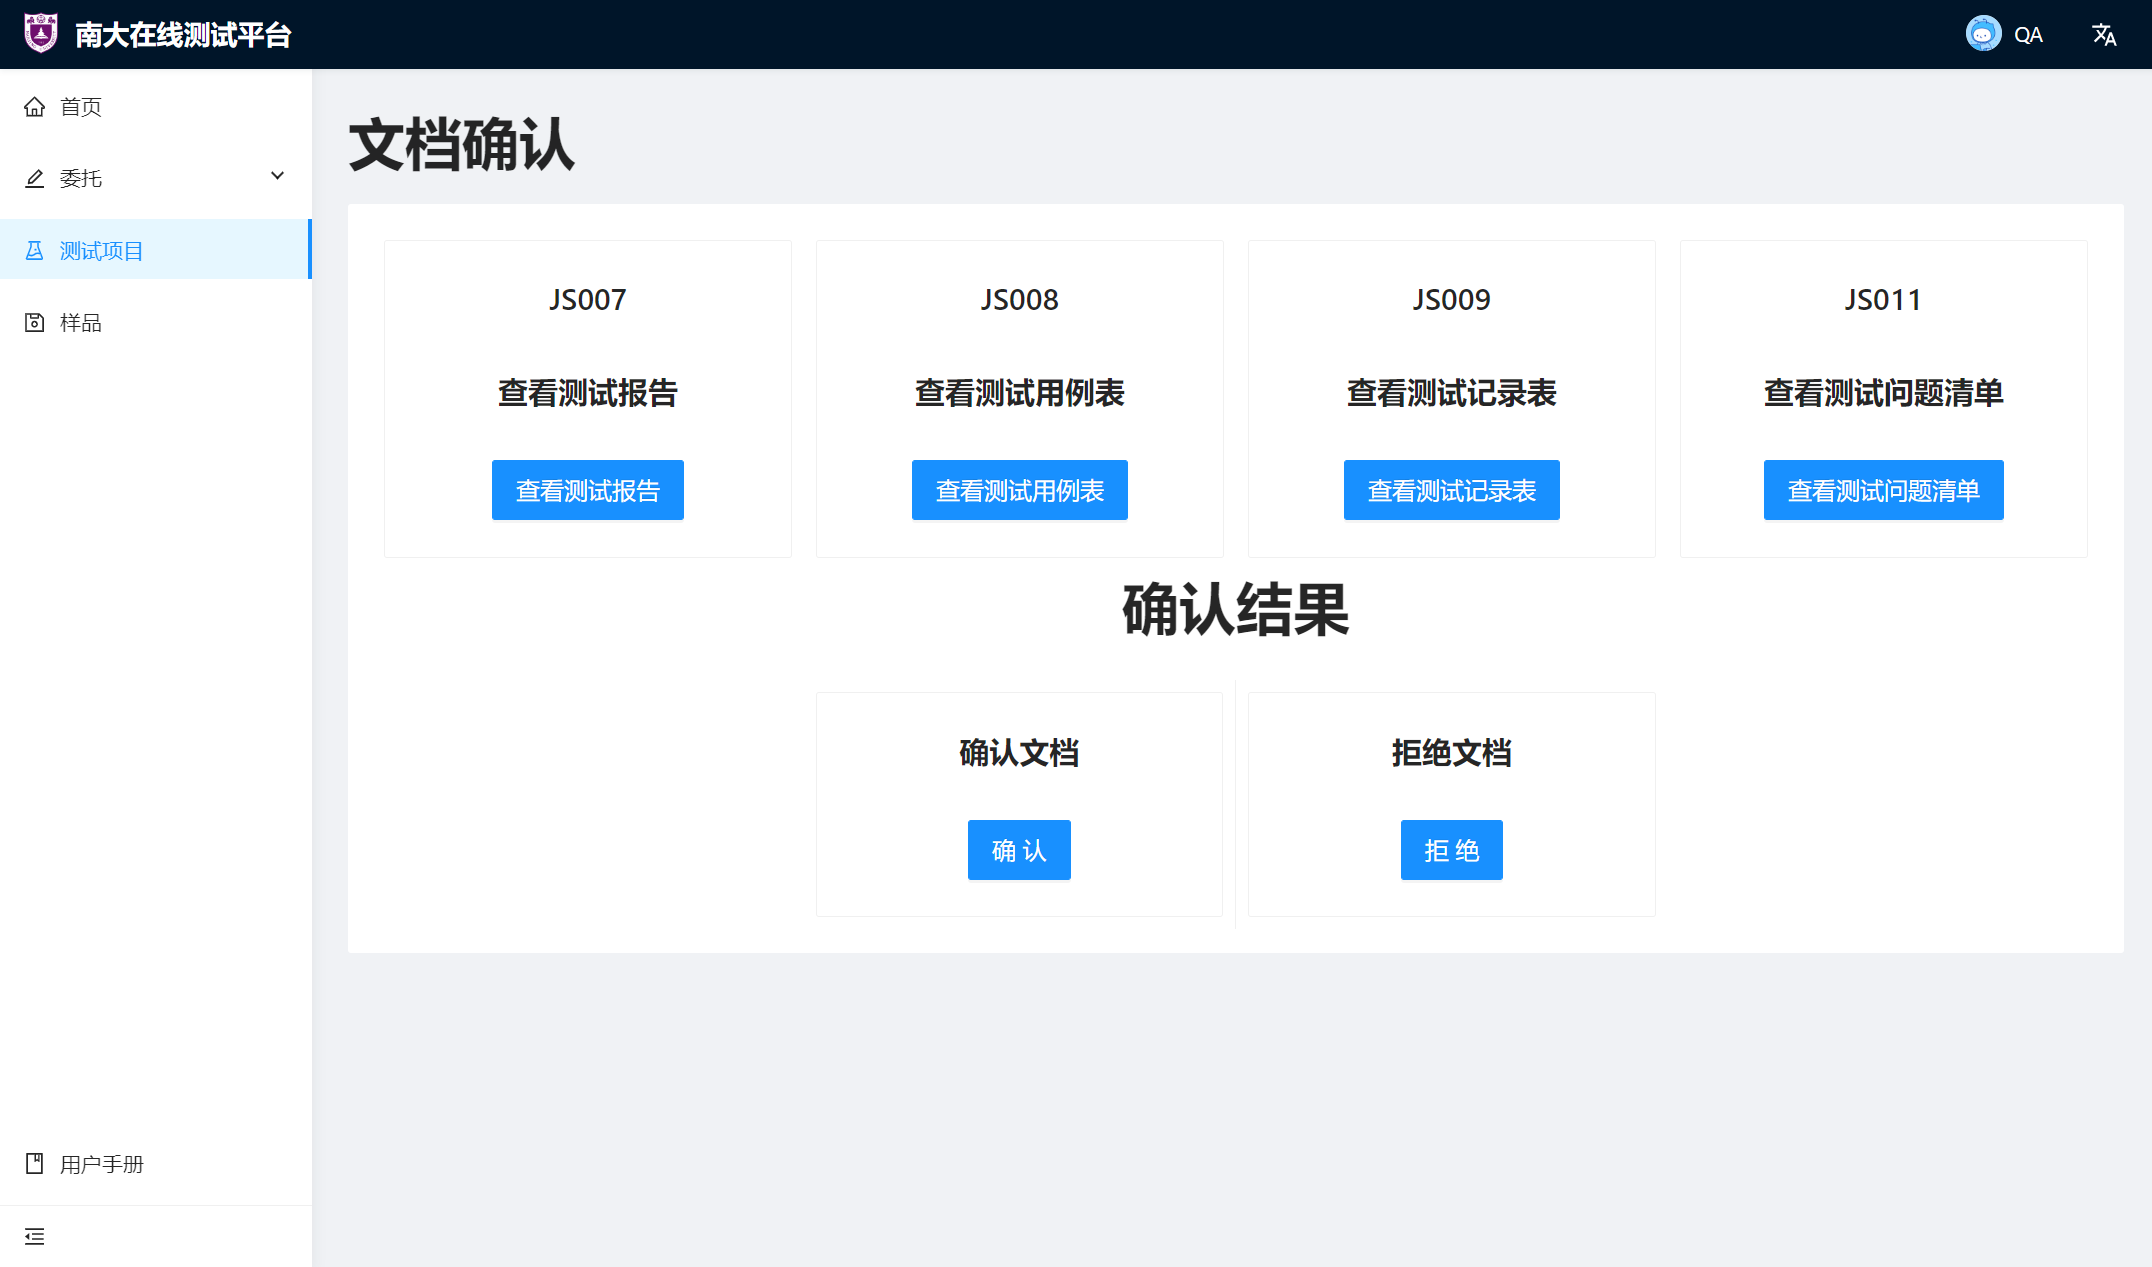 南大在线测试平台
QA
首页
委托
测试项目
样品
用户手册
文档确认
JS007
查看测试报告
查看测试报告
JS008
查看测试用例表
查看测试用例表
JS009
查看测试记录表
查看测试记录表
JS011
查看测试问题清单
查看测试问题清单
确认结果
确认文档
确 认
拒绝文档
拒 绝